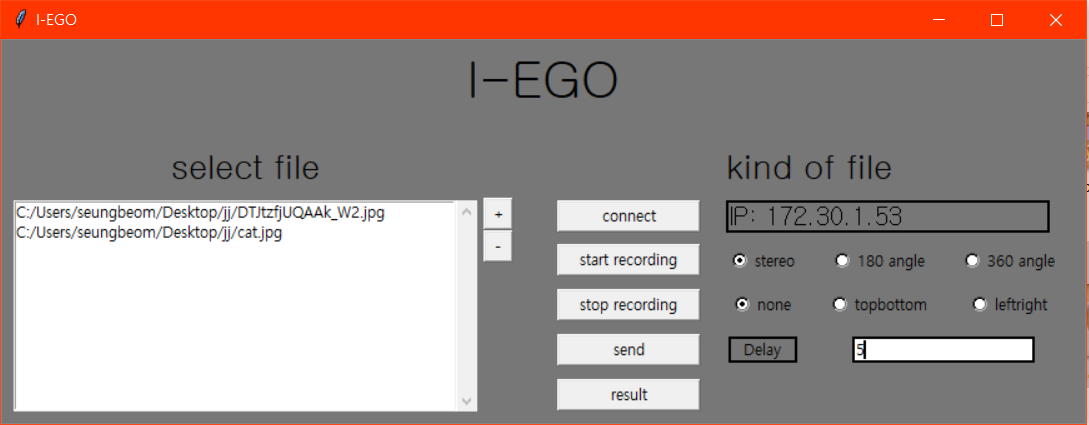 I-EGO
I-EGO
select file
kind of file
C:/Users/seungbeom/Desktop/jj/DTJtzfjUQAAk_W2.jpg
C:/Users/seungbeom/Desktop/jj/cat.jpg
+
-
connect
start recording
stop recording
send
result
IP: 172.30.1.53
stereo 180 angle 360 angle
none topbottom leftright
Delay 5